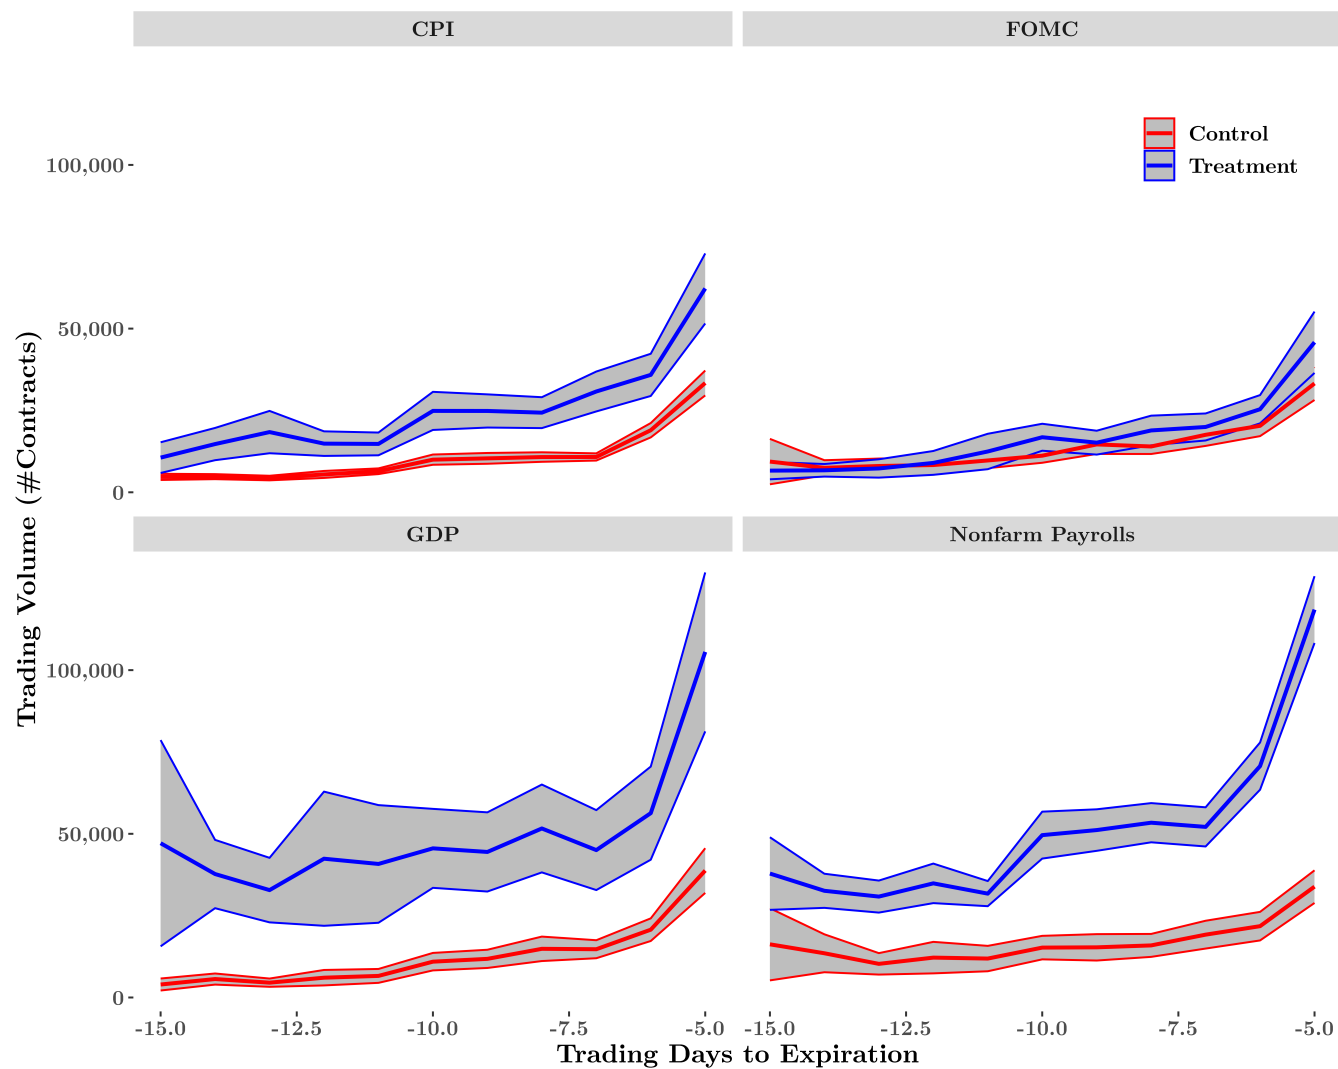 CPI
FOMC
Control
Treatment
100,000
50,000
0
Trading Volume (#Contracts)
GDP
Nonfarm Payrolls
100,000
50,000
0
-15.0 -12.5 -10.0 -7.5 -5.0 -15.0 -12.5 -10.0 -7.5 -5.0
Trading Days to Expiration